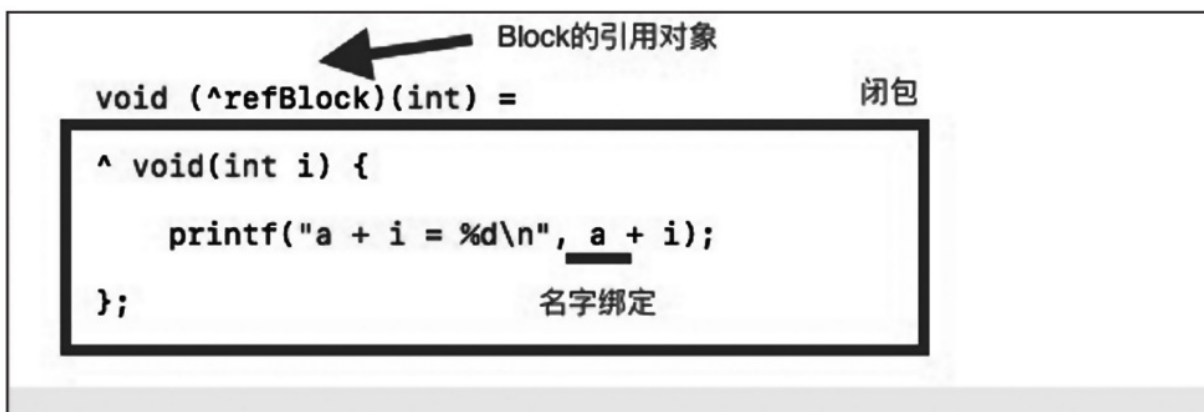 Block的引用对象
void (^refBlock)(int) =
闭包
^ void(int i) {
printf("a + i = %d\n", a + i);
};
名字绑定